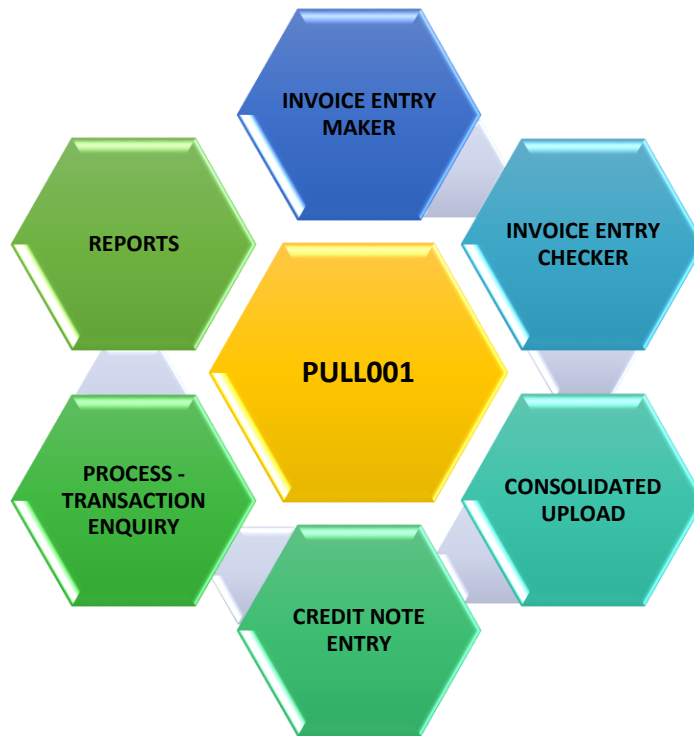 INVOICE ENTRY
MAKER
INVOICE ENTRY
CHECKER
CONSOLIDATED
UPLOAD
CREDIT NOTE
ENTRY
PROCESS -
TRANSACTION
ENQUIRY
REPORTS
PULL001